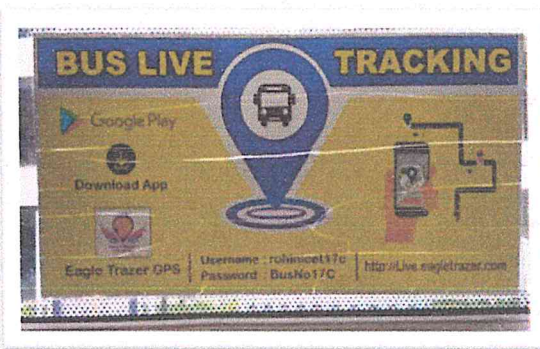 BUS LIVE TRACKING
Google Play
Download App
Eagle Trazer GPS
Username : rohinicet17c
Password : BusNo17C
http://Live.eagletrazer.com